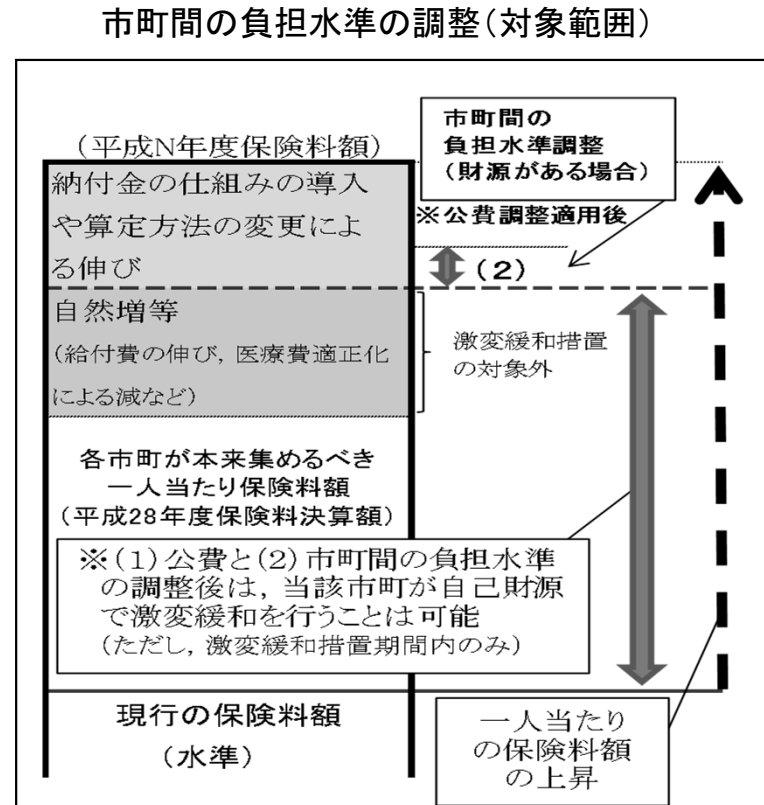 市町間の負担水準の調整(対象範囲)
(平成N年度保険料額)
市町間の
負担水準調整
(財源がある場合)
納付金の仕組みの導入
や算定方法の変更によ
る伸び
※公費調整適用後
(2)
自然増等
(給付費の伸び, 医療費適正化
による減など)
激変緩和措置
の対象外
各市町が本来集めるべき
一人当たり保険料額
(平成28年度保険料決算額)
※(1)公費と(2)市町間の負担水準
の調整後は, 当該市町が自己財源
で激変緩和を行うことは可能
(ただし, 激変緩和措置期間内のみ)
現行の保険料額
(水準)
一人当たり
の保険料額
の上昇